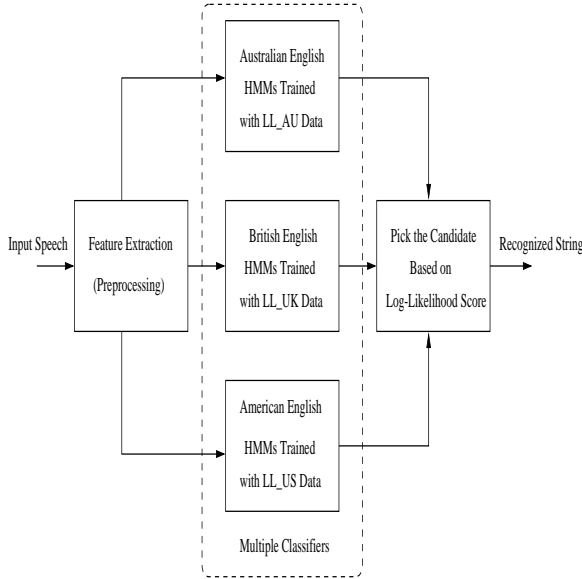 Australian English
HMMs Trained
with LL_AU Data
Input Speech
Feature Extraction
(Preprocessing)
British English
HMMs Trained
with LL_UK Data
Pick the Candidate
Based on
Log-Likelihood Score
Recognized String
American English
HMMs Trained
with LL_US Data
Multiple Classifiers